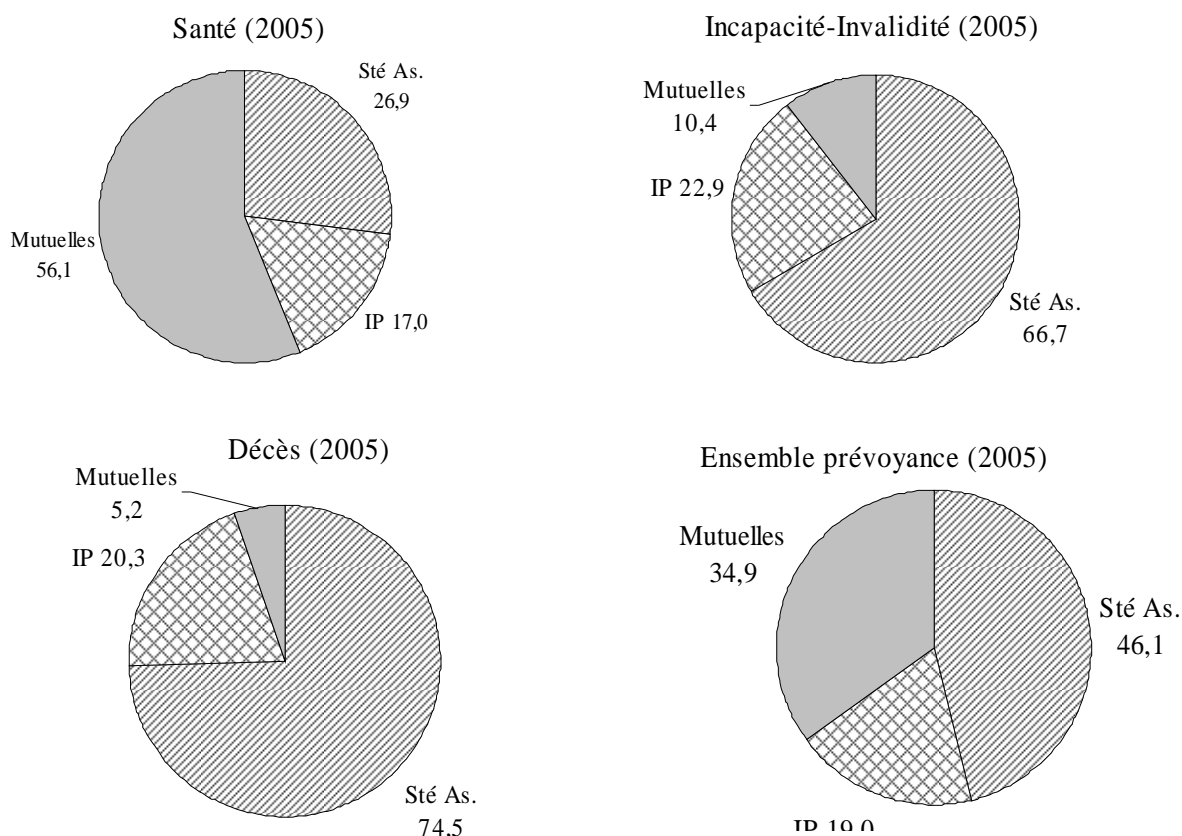 Santé (2005)
Sté As.
26,9
IP 17,0
Mutuelles
56,1
Incapacité-Invalidité (2005)
Mutuelles
10,4
IP 22,9
Sté As.
66,7
Décès (2005)
Mutuelles
5,2
IP 20,3
Sté As.
74,5
Ensemble prévoyance (2005)
Mutuelles
34,9
Sté As.
46,1
IP 19,0